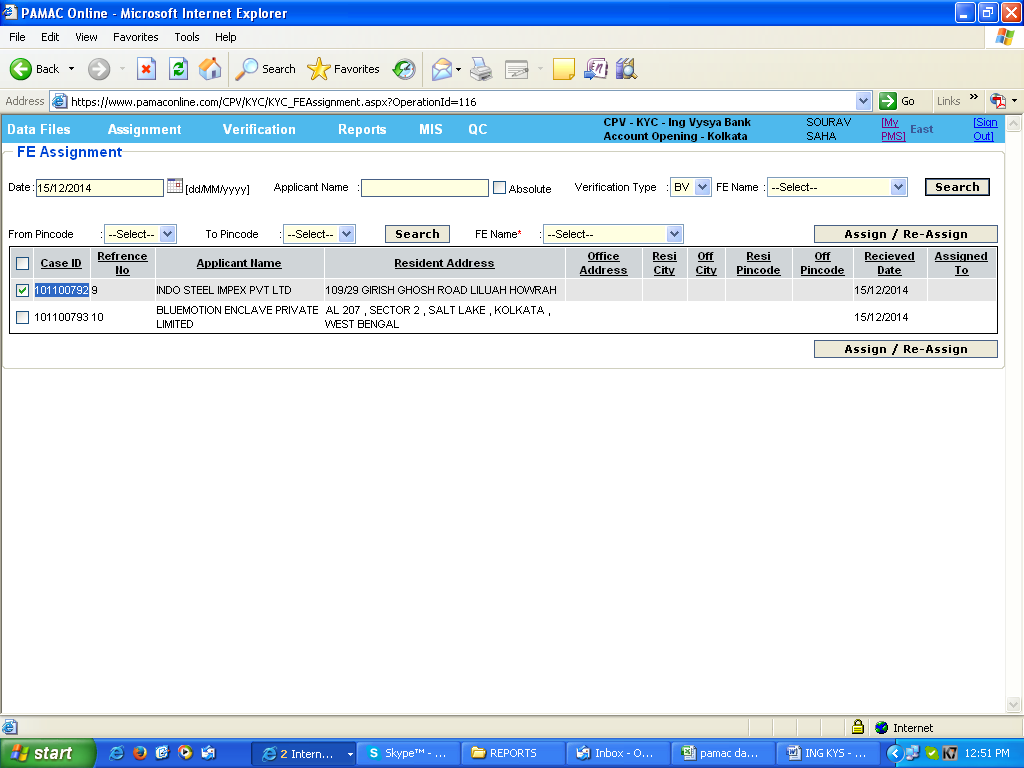 PAMAC Online - Microsoft Internet Explorer
File Edit View Favorites Tools Help
Back Search Favorites
Address https://www.pamaconline.com/CPV/KYC/KYC_FEAssignment.aspx?OperationId=116 Go Links »
Data Files Assignment Verification Reports MIS QC CPV - KYC - Ing Vysya Bank Account Opening - Kolkata SOURAV SAHA [My PMS] East [Sign Out]
FE Assignment
Date : 15/12/2014 [dd/MM/yyyy] Applicant Name : Absolute Verification Type : BV FE Name : --Select-- Search
From Pincode : --Select-- To Pincode : --Select-- Search FE Name* : --Select-- Assign / Re-Assign
Case ID Refrence No Applicant Name Resident Address Office Address Resi City Off City Resi Pincode Off Pincode Recieved Date Assigned To
101100792 9 INDO STEEL IMPEX PVT LTD 109/29 GIRISH GHOSH ROAD LILUAH HOWRAH 15/12/2014
101100793 10 BLUEMOTION ENCLAVE PRIVATE LIMITED AL 207 , SECTOR 2 , SALT LAKE , KOLKATA , WEST BENGAL 15/12/2014
Assign / Re-Assign
Internet
start 2 Intern... Skype™ - ... REPORTS Inbox - O... pamac da... ING KYS - ... 12:51 PM